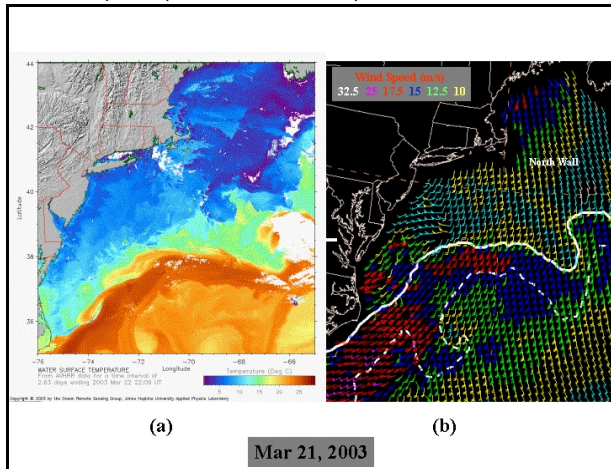 44
42
40
38
36
Latitude
-76
-74
-72
-70
-68
-66
Longitude
WATER SURFACE TEMPERATURE
From AVHRR data for a time interval of
2.83 days ending 2003 Mar 22 22:09 UT
Temperature (Deg C)
5 10 15 20 25
Copyright © 2003 by the Ocean Remote Sensing Group, Johns Hopkins University Applied Physics Laboratory
Wind Speed (m/s)
32.5 25 17.5 15 12.5 10
North Wall
(a)
(b)
Mar 21, 2003